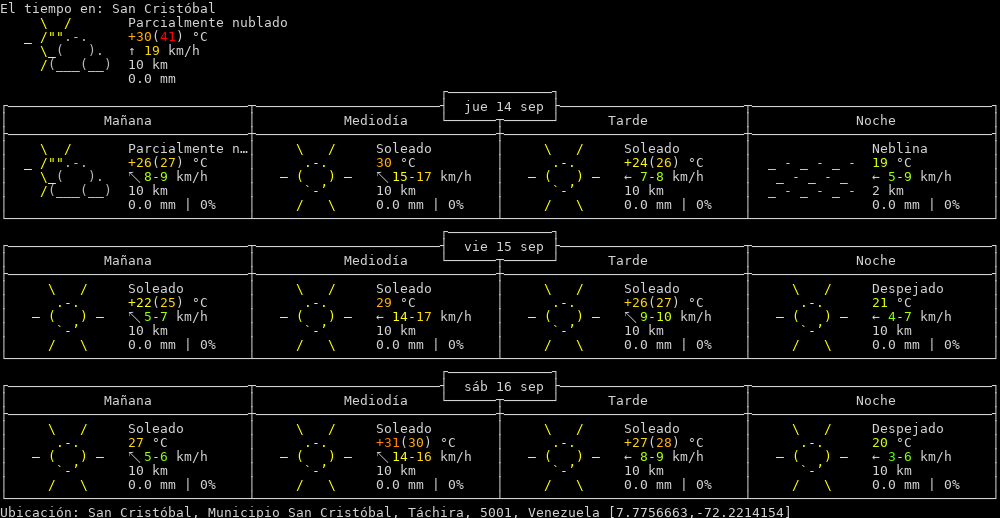 El tiempo en: San Cristóbal
Parcialmente nublado
+30(41) °C
↑ 19 km/h
10 km
0.0 mm
jue 14 sep
Mañana Mediodía Tarde Noche
Parcialmente n… Soleado Soleado Neblina
+26(27) °C 30 °C +24(26) °C 19 °C
↖ 8-9 km/h ↖ 15-17 km/h ← 7-8 km/h ← 5-9 km/h
10 km 10 km 10 km 2 km
0.0 mm | 0% 0.0 mm | 0% 0.0 mm | 0% 0.0 mm | 0%
vie 15 sep
Mañana Mediodía Tarde Noche
Soleado Soleado Soleado Despejado
+22(25) °C 29 °C +26(27) °C 21 °C
↖ 5-7 km/h ← 14-17 km/h ↖ 9-10 km/h ← 4-7 km/h
10 km 10 km 10 km 10 km
0.0 mm | 0% 0.0 mm | 0% 0.0 mm | 0% 0.0 mm | 0%
sáb 16 sep
Mañana Mediodía Tarde Noche
Soleado Soleado Soleado Despejado
27 °C +31(30) °C +27(28) °C 20 °C
↖ 5-6 km/h ↖ 14-16 km/h ← 8-9 km/h ← 3-6 km/h
10 km 10 km 10 km 10 km
0.0 mm | 0% 0.0 mm | 0% 0.0 mm | 0% 0.0 mm | 0%
Ubicación: San Cristóbal, Municipio San Cristóbal, Táchira, 5001, Venezuela [7.7756663,-72.2214154]